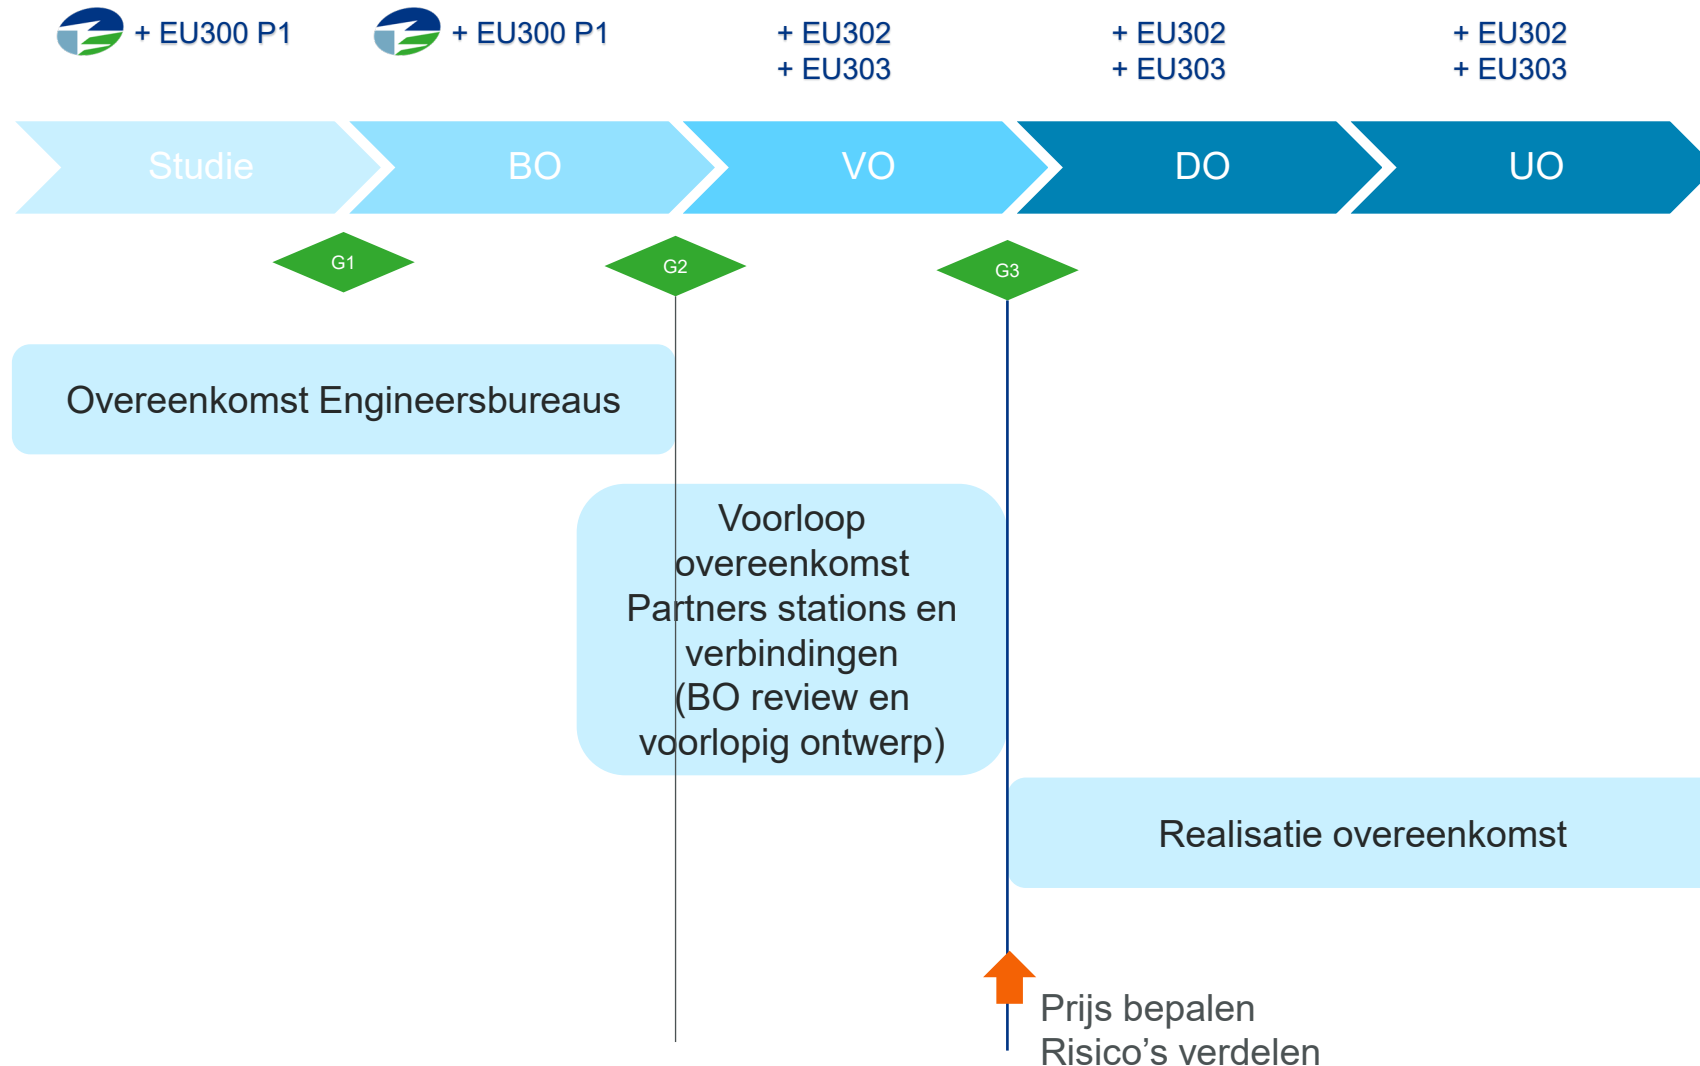 + EU300 P1
+ EU300 P1
+ EU302
+ EU303
+ EU302
+ EU303
+ EU302
+ EU303
Studie
BO
VO
DO
UO
G1
G2
G3
Overeenkomst Engineersbureaus
Voorloop
overeenkomst
Partners stations en
verbindingen
(BO review en
voorlopig ontwerp)
Realisatie overeenkomst
Prijs bepalen
Risico's verdelen